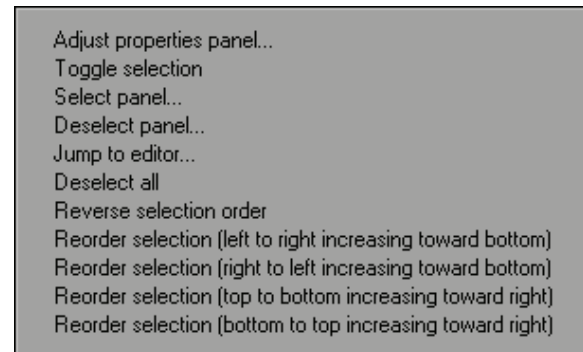 Adjust properties panel...
Toggle selection
Select panel...
Deselect panel...
Jump to editor...
Deselect all
Reverse selection order
Reorder selection (left to right increasing toward bottom)
Reorder selection (right to left increasing toward bottom)
Reorder selection (top to bottom increasing toward right)
Reorder selection (bottom to top increasing toward right)